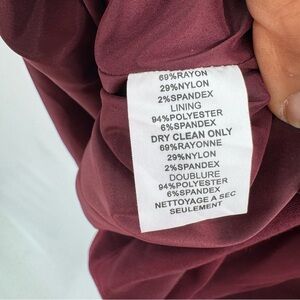 69%RAYON
29%NYLON
2%SPANDEX
LINING
94%POLYESTER
6%SPANDEX
DRY CLEAN ONLY
69%RAYONNE
29%NYLON
2%SPANDEX
DOUBLURE
94%POLYESTER
6%SPANDEX
NETTOYAGE A SEC
SEULEMENT